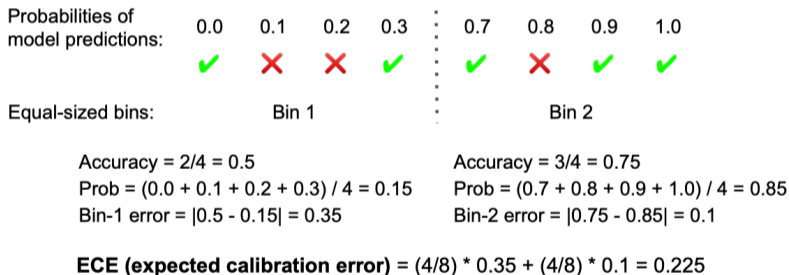 Probabilities of
model predictions:
0.0 0.1 0.2 0.3 0.7 0.8 0.9 1.0
Equal-sized bins: Bin 1 Bin 2
Accuracy = 2/4 = 0.5
Prob = (0.0 + 0.1 + 0.2 + 0.3) / 4 = 0.15
Bin-1 error = |0.5 - 0.15| = 0.35
Accuracy = 3/4 = 0.75
Prob = (0.7 + 0.8 + 0.9 + 1.0) / 4 = 0.85
Bin-2 error = |0.75 - 0.85| = 0.1
ECE (expected calibration error) = (4/8) * 0.35 + (4/8) * 0.1 = 0.225